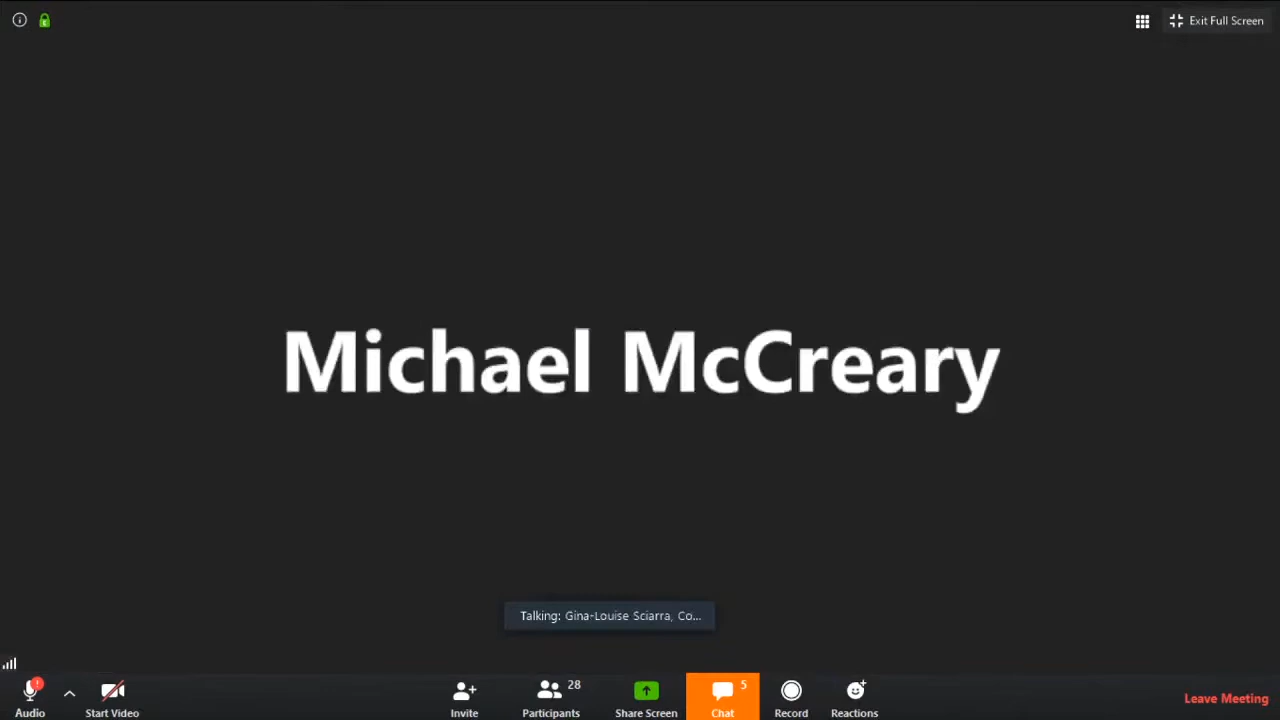 Exit Full Screen
Michael McCreary
Talking: Gina-Louise Sciarra, Co...
Audio
Start Video
Invite
28
Participants
Share Screen
5
Chat
Record
Reactions
Leave Meeting